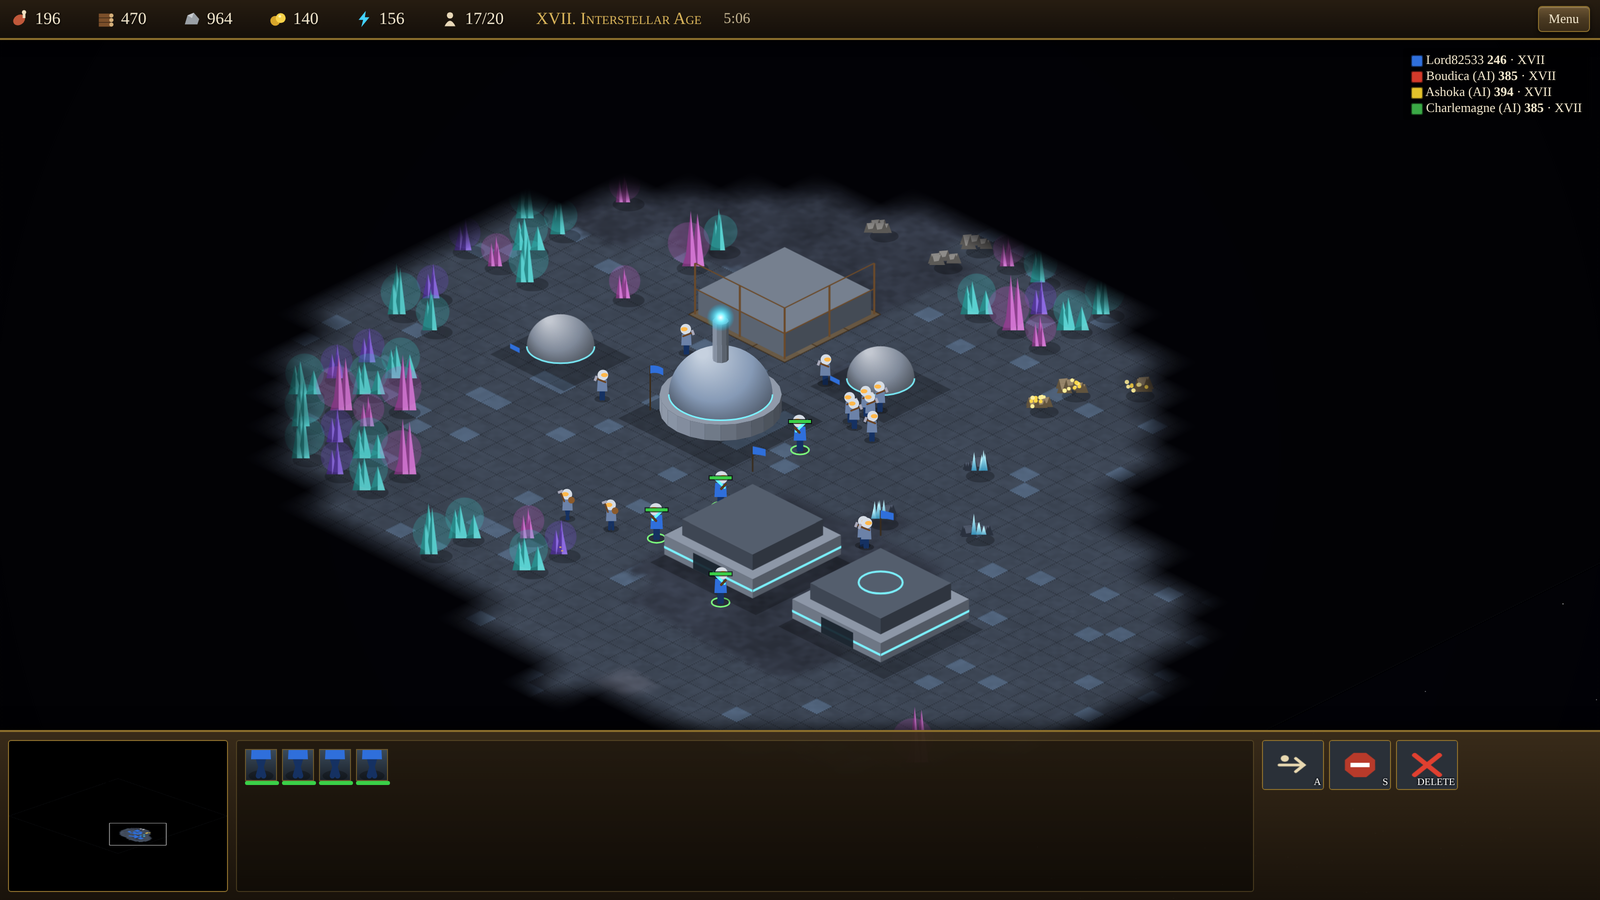 196 470 964 140 156 17/20 XVII. Interstellar Age 5:06 Menu
Lord82533 246 · XVII
Boudica (AI) 385 · XVII
Ashoka (AI) 394 · XVII
Charlemagne (AI) 385 · XVII
A S DELETE